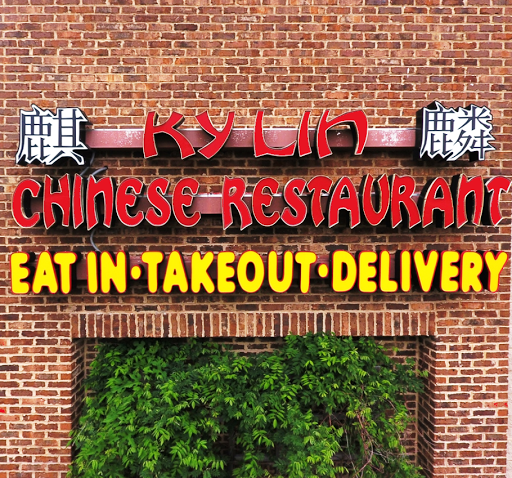 麒 KY LIN 麟
CHINESE RESTAURANT
EAT IN·TAKEOUT·DELIVERY